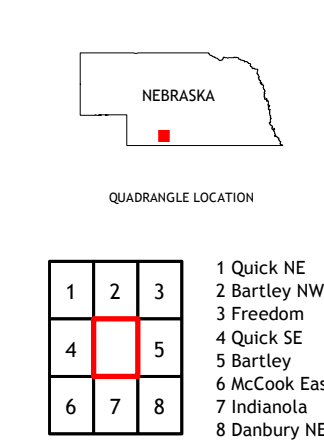 NEBRASKA
QUADRANGLE LOCATION
1 2 3
4 5
6 7 8
1 Quick NE
2 Bartley NW
3 Freedom
4 Quick SE
5 Bartley
6 McCook Eas
7 Indianola
8 Danbury NE